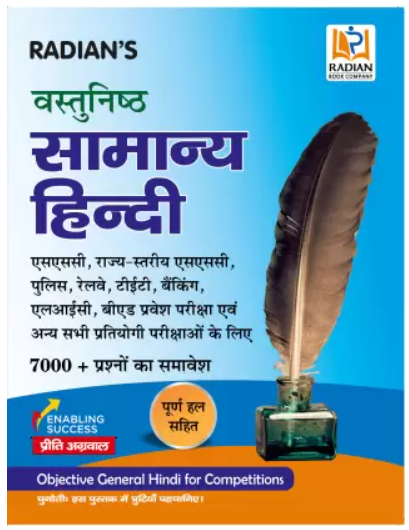 RADIAN'S
RADIAN
BOOK COMPANY
वस्तुनिष्ठ
सामान्य
हिन्दी
एसएससी, राज्य-स्तरीय एसएससी,
पुलिस, रेलवे, टीईटी, बैंकिंग,
एलआईसी, बीएड प्रवेश परीक्षा एवं
अन्य सभी प्रतियोगी परीक्षाओं के लिए
7000 + प्रश्नों का समावेश
पूर्ण हल
सहित
ENABLING
SUCCESS
प्रीति अग्रवाल
Objective General Hindi for Competitions
चुनौतीः इस पुस्तक में त्रुटियाँ पहचानिए।